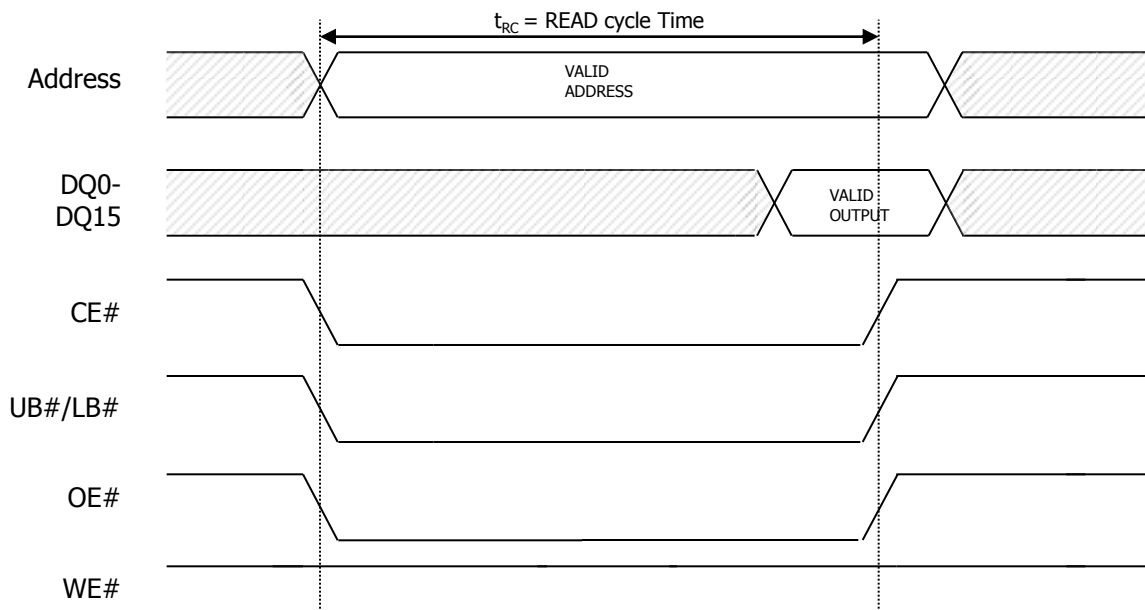 tRC = READ cycle Time
Address
VALID
ADDRESS
DQ0-
DQ15
VALID
OUTPUT
CE#
UB#/LB#
OE#
WE#